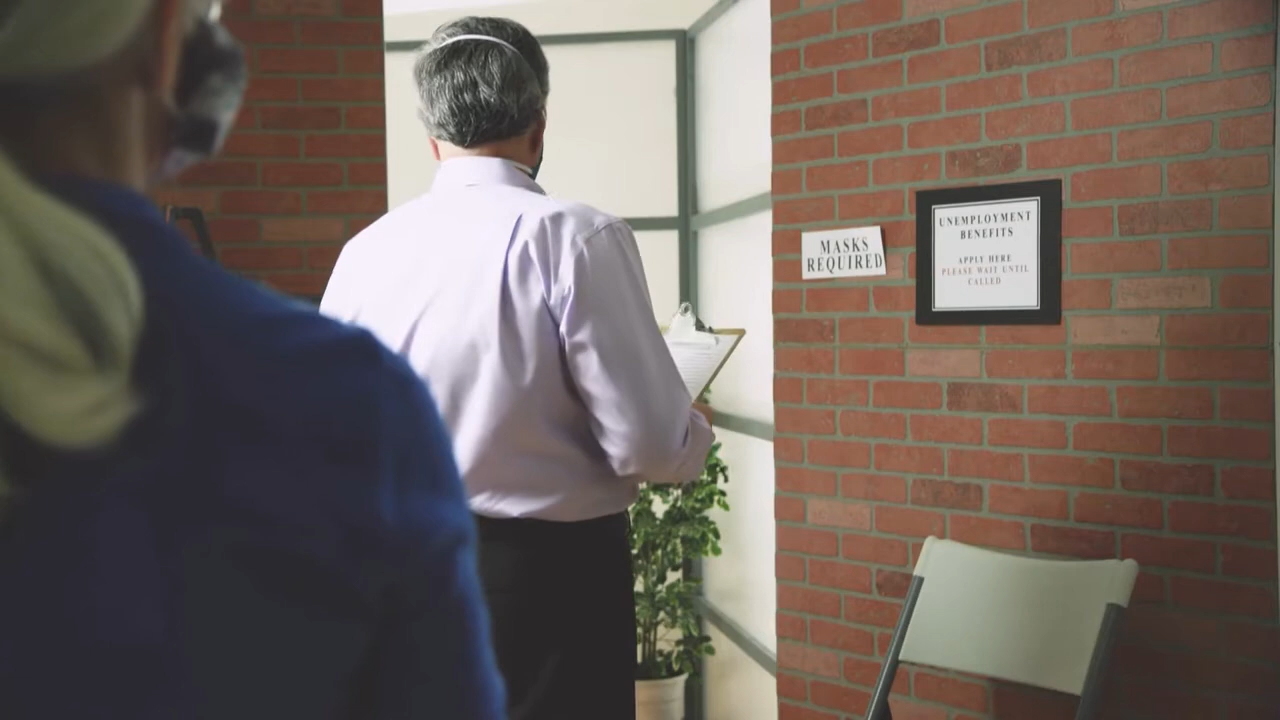 MASKS
REQUIRED
UNEMPLOYMENT
BENEFITS
APPLY HERE
PLEASE WAIT UNTIL
CALLED